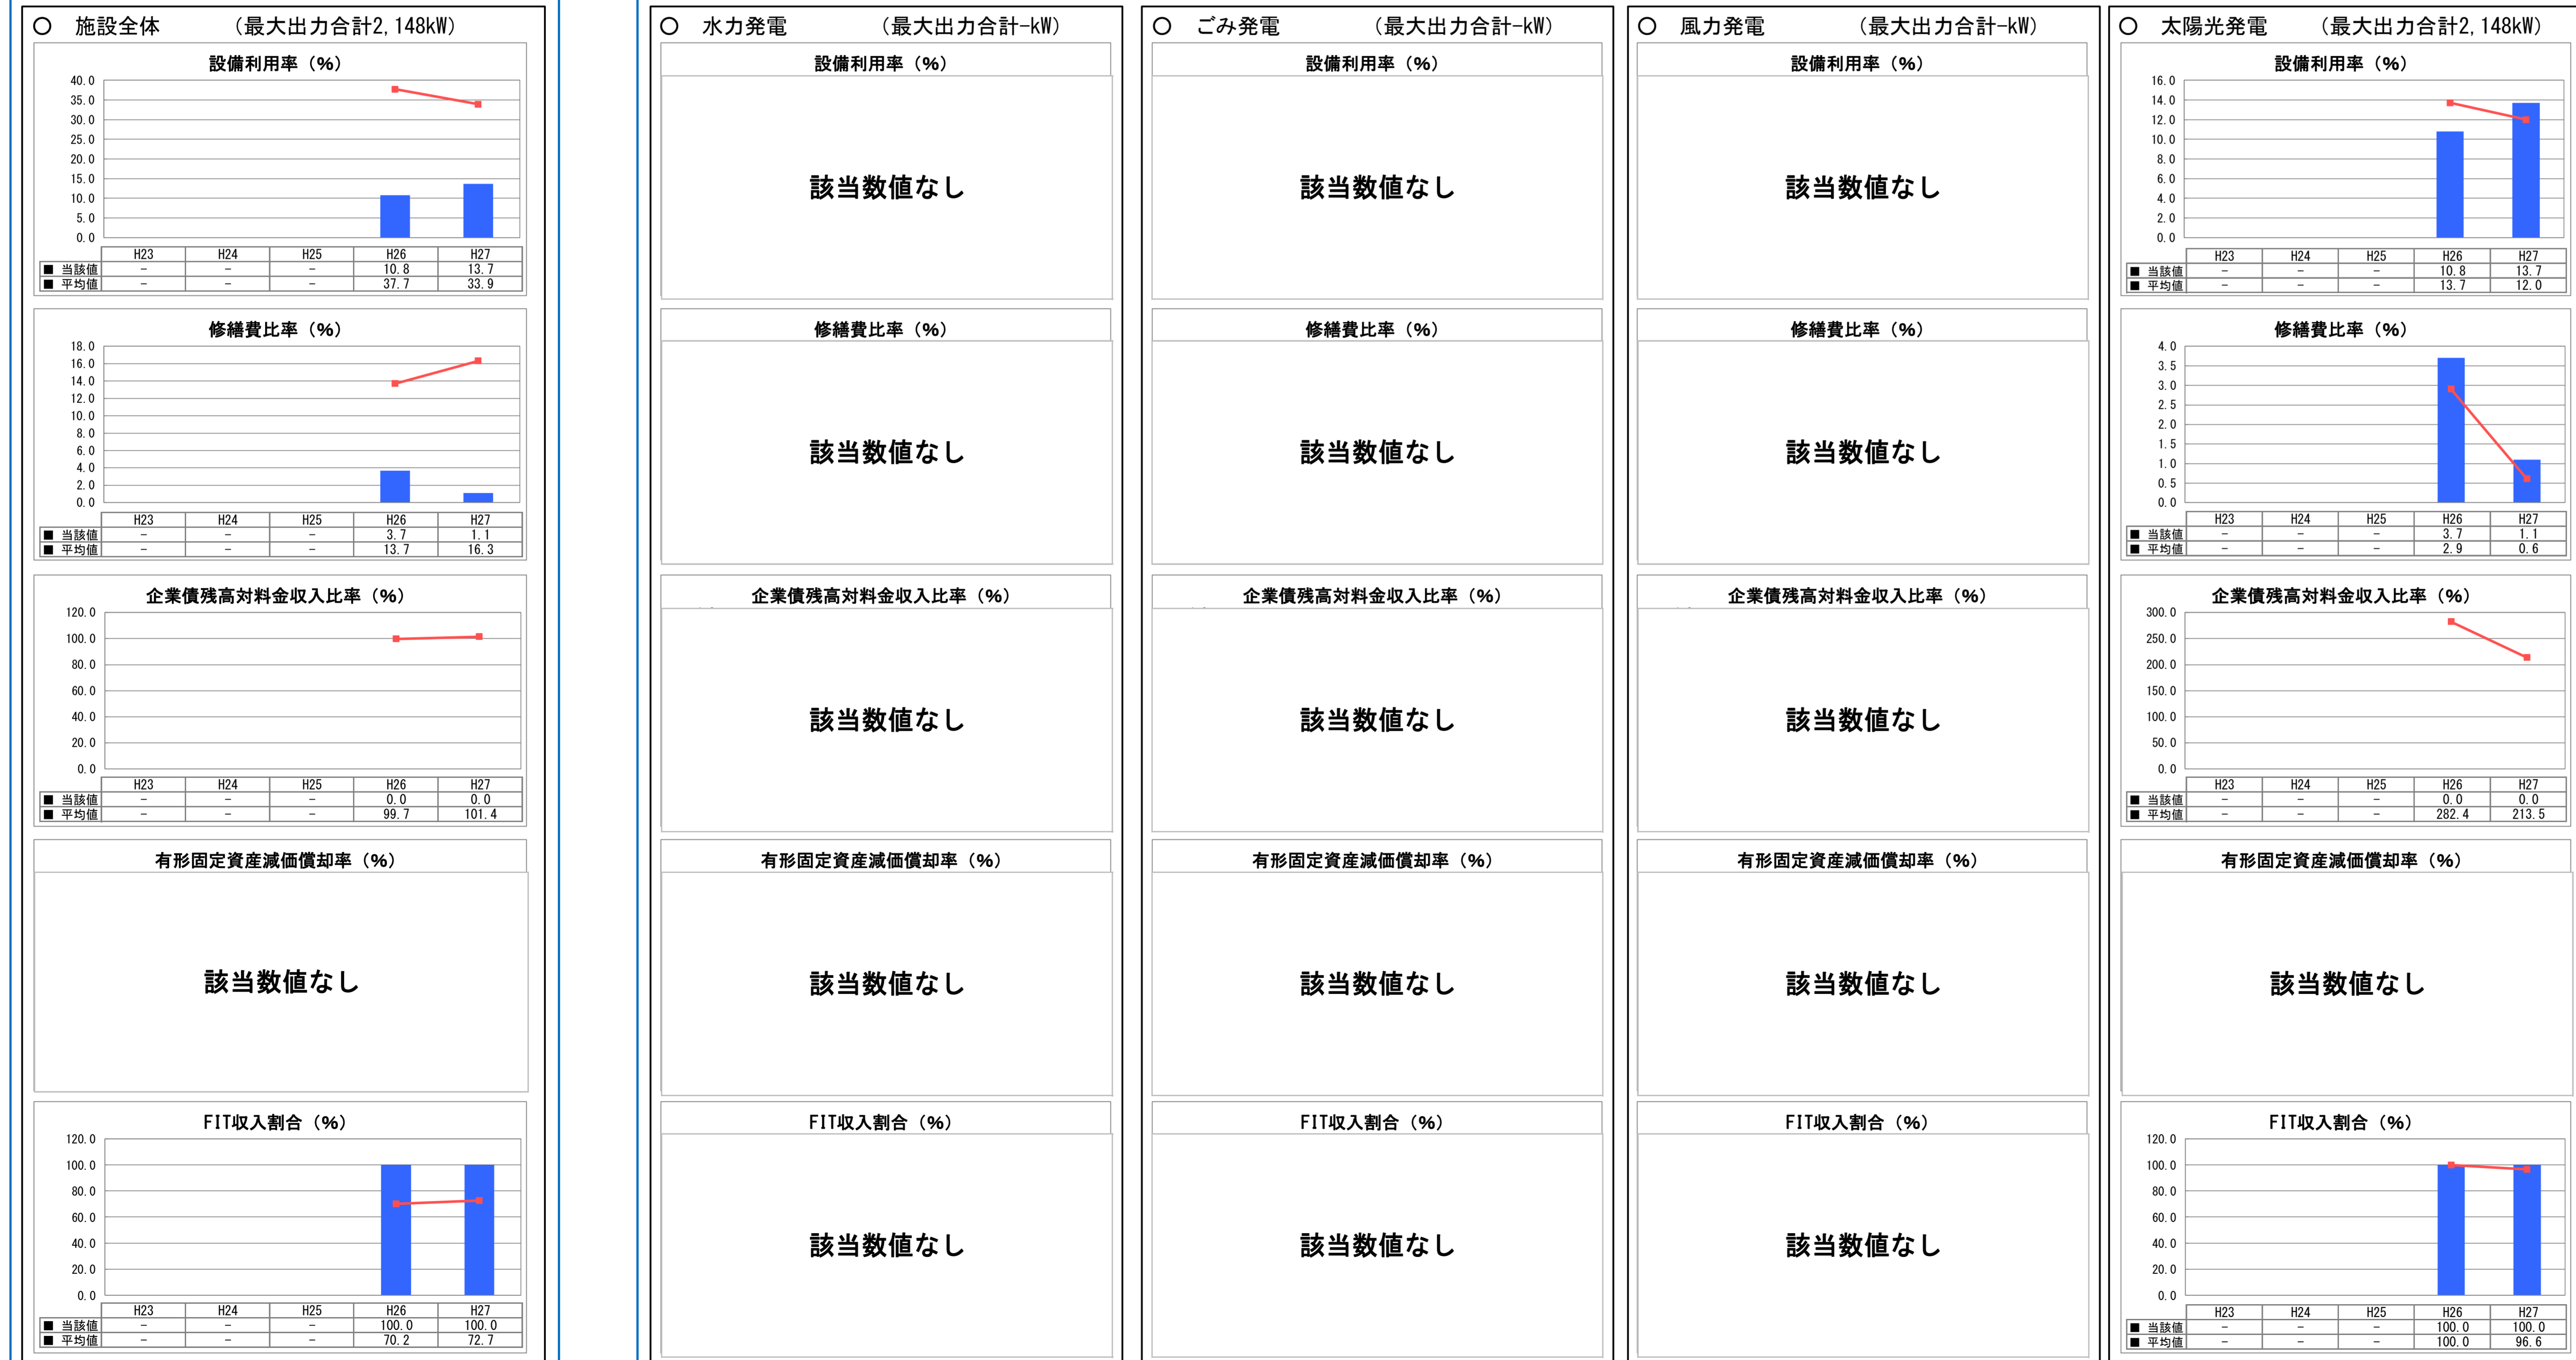 ○ 施設全体 （最大出力合計2,148kW）
設備利用率（%）
40.0
35.0
30.0
25.0
20.0
15.0
10.0
5.0
0.0
H23 H24 H25 H26 H27
■ 当該値 － － － 10.8 13.7
■ 平均値 － － － 37.7 33.9
修繕費比率（%）
18.0
16.0
14.0
12.0
10.0
8.0
6.0
4.0
2.0
0.0
H23 H24 H25 H26 H27
■ 当該値 － － － 3.7 1.1
■ 平均値 － － － 13.7 16.3
企業債残高対料金収入比率（%）
120.0
100.0
80.0
60.0
40.0
20.0
0.0
H23 H24 H25 H26 H27
■ 当該値 － － － 0.0 0.0
■ 平均値 － － － 99.7 101.4
有形固定資産減価償却率（%）
該当数値なし
FIT収入割合（%）
120.0
100.0
80.0
60.0
40.0
20.0
0.0
H23 H24 H25 H26 H27
■ 当該値 － － － 100.0 100.0
■ 平均値 － － － 70.2 72.7
○ 水力発電 （最大出力合計-kW）
設備利用率（%）
該当数値なし
修繕費比率（%）
該当数値なし
企業債残高対料金収入比率（%）
該当数値なし
有形固定資産減価償却率（%）
該当数値なし
FIT収入割合（%）
該当数値なし
○ ごみ発電 （最大出力合計-kW）
設備利用率（%）
該当数値なし
修繕費比率（%）
該当数値なし
企業債残高対料金収入比率（%）
該当数値なし
有形固定資産減価償却率（%）
該当数値なし
FIT収入割合（%）
該当数値なし
○ 風力発電 （最大出力合計-kW）
設備利用率（%）
該当数値なし
修繕費比率（%）
該当数値なし
企業債残高対料金収入比率（%）
該当数値なし
有形固定資産減価償却率（%）
該当数値なし
FIT収入割合（%）
該当数値なし
○ 太陽光発電 （最大出力合計2,148kW）
設備利用率（%）
16.0
14.0
12.0
10.0
8.0
6.0
4.0
2.0
0.0
H23 H24 H25 H26 H27
■ 当該値 － － － 10.8 13.7
■ 平均値 － － － 13.7 12.0
修繕費比率（%）
4.0
3.5
3.0
2.5
2.0
1.5
1.0
0.5
0.0
H23 H24 H25 H26 H27
■ 当該値 － － － 3.7 1.1
■ 平均値 － － － 2.9 0.6
企業債残高対料金収入比率（%）
300.0
250.0
200.0
150.0
100.0
50.0
0.0
H23 H24 H25 H26 H27
■ 当該値 － － － 0.0 0.0
■ 平均値 － － － 282.4 213.5
有形固定資産減価償却率（%）
該当数値なし
FIT収入割合（%）
120.0
100.0
80.0
60.0
40.0
20.0
0.0
H23 H24 H25 H26 H27
■ 当該値 － － － 100.0 100.0
■ 平均値 － － － 100.0 96.6